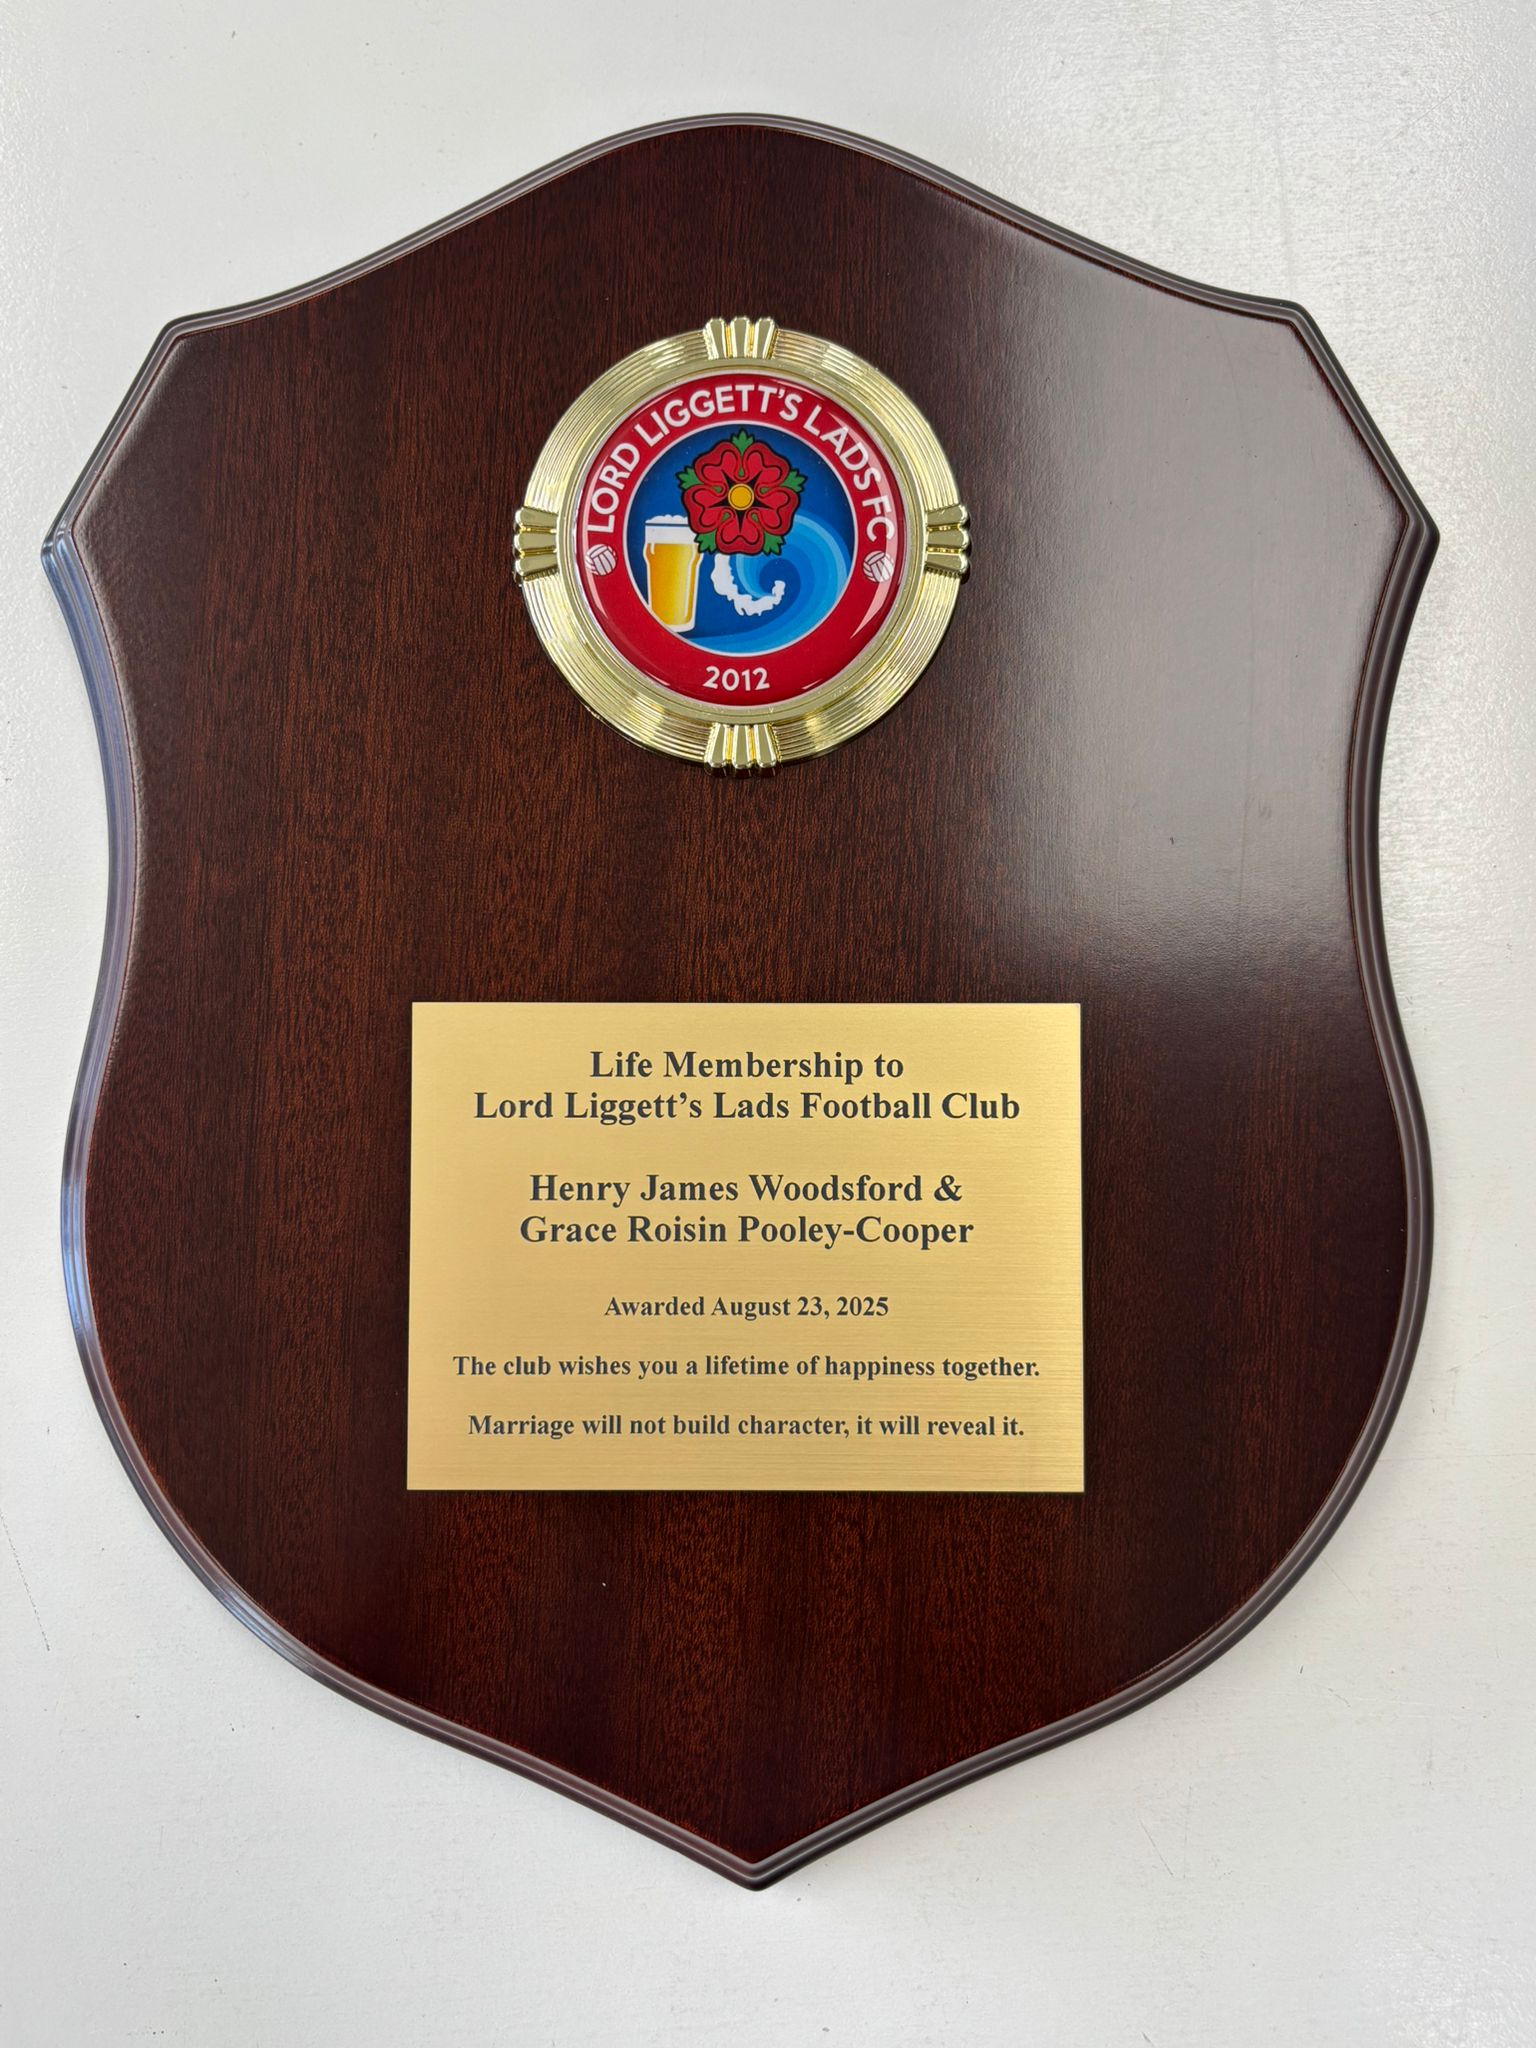 LORD LIGGETT'S LADS FC
2012
Life Membership to
Lord Liggett's Lads Football Club
Henry James Woodsford &
Grace Roisin Pooley-Cooper
Awarded August 23, 2025
The club wishes you a lifetime of happiness together.
Marriage will not build character, it will reveal it.